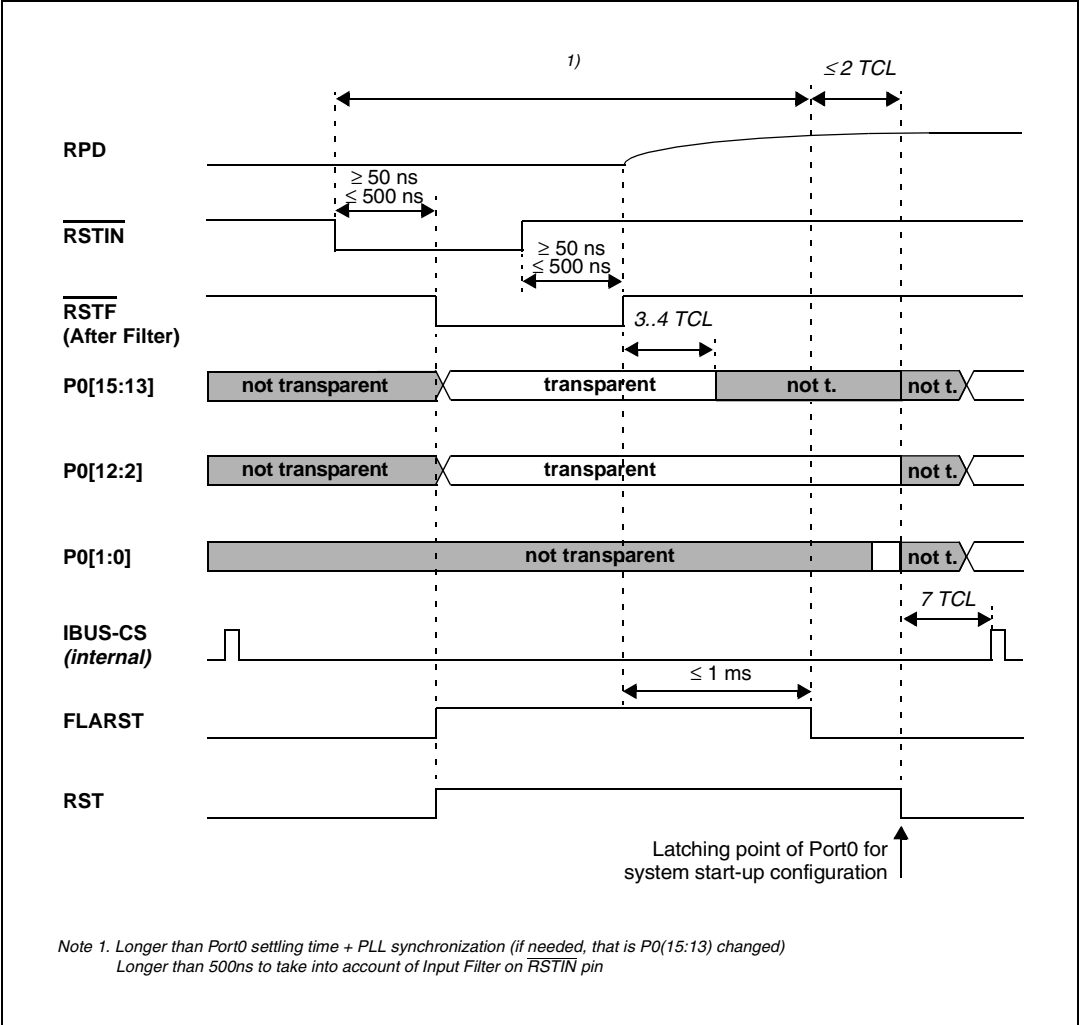 1)
≤ 2 TCL
RPD
≥ 50 ns
≤ 500 ns
RSTIN
≥ 50 ns
≤ 500 ns
RSTF
(After Filter)
3..4 TCL
P0[15:13]
not transparent
transparent
not t.
not t.
P0[12:2]
not transparent
transparent
not t.
P0[1:0]
not transparent
not t.
7 TCL
IBUS-CS
(internal)
≤ 1 ms
FLARST
RST
Latching point of Port0 for
system start-up configuration
Note 1. Longer than Port0 settling time + PLL synchronization (if needed, that is P0(15:13) changed)
Longer than 500ns to take into account of Input Filter on RSTIN pin